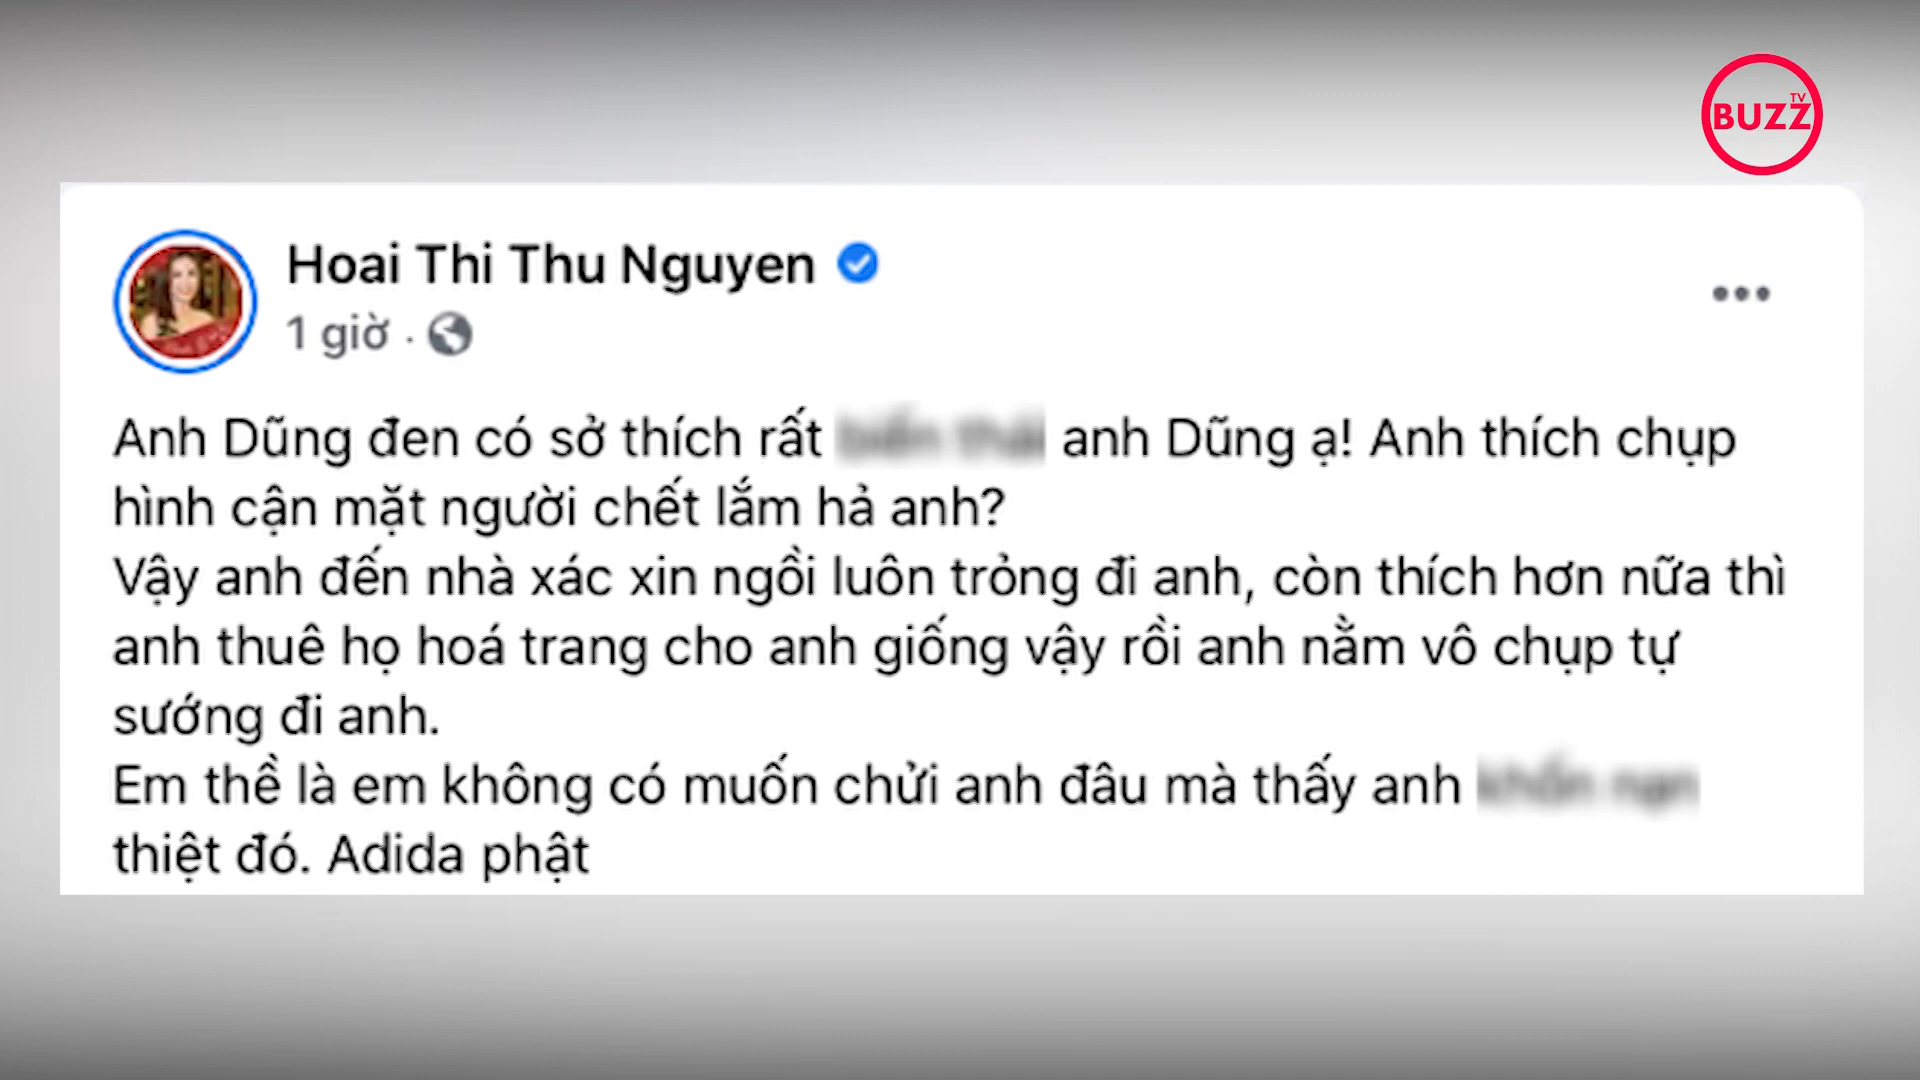 TV
BUZZ
Hoai Thi Thu Nguyen
1 giờ ·
Anh Dũng đen có sở thích rất anh Dũng ạ! Anh thích chụp
hình cận mặt người chết lắm hả anh?
Vậy anh đến nhà xác xin ngồi luôn trỏng đi anh, còn thích hơn nữa thì
anh thuê họ hoá trang cho anh giống vậy rồi anh nằm vô chụp tự
sướng đi anh.
Em thề là em không có muốn chửi anh đâu mà thấy anh
thiệt đó. Adida phật